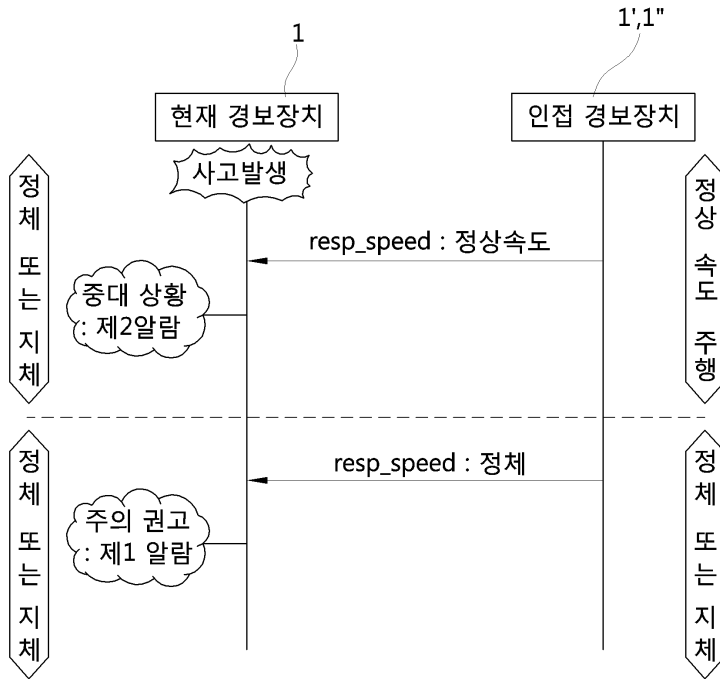 1
1',1"
현재 경보장치
인접 경보장치
사고발생
정체 또는 지체
정상 속도 주행
resp_speed : 정상속도
중대 상황
: 제2알람
정체 또는 지체
정체 또는 지체
resp_speed : 정체
주의 권고
: 제1 알람